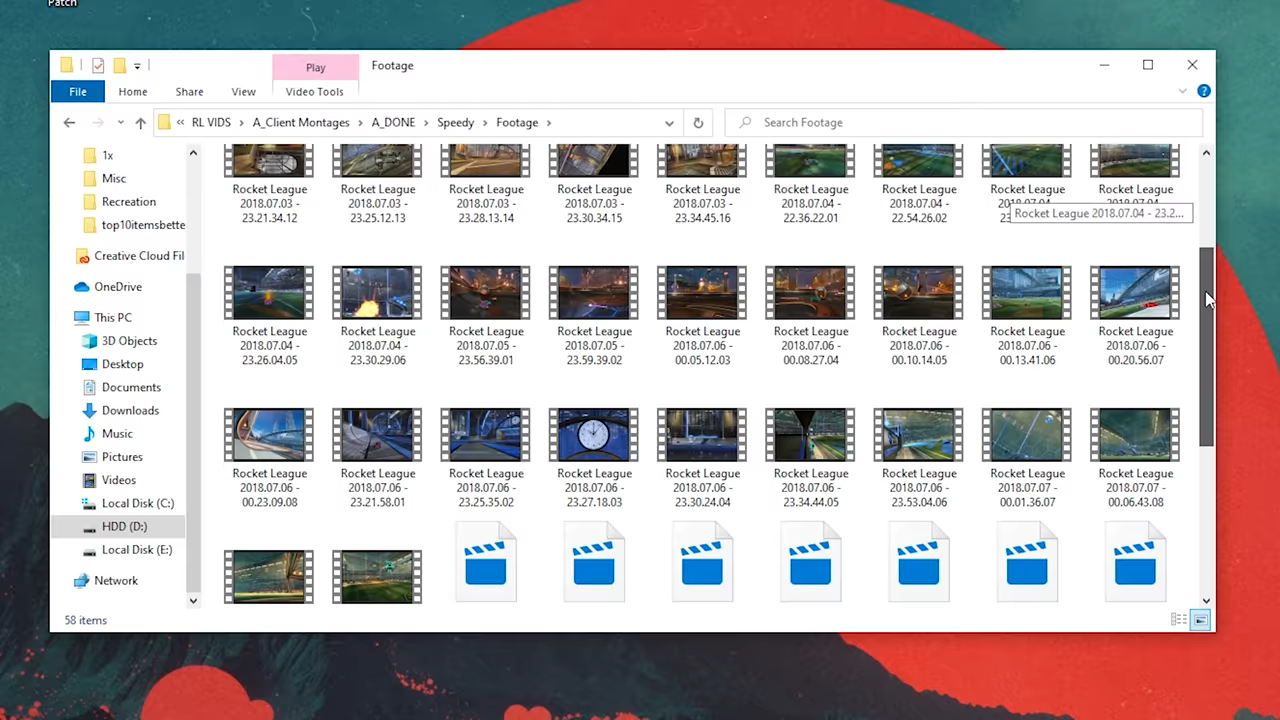 Patch
Play
Footage
File
Home
Share
View
Video Tools
« RL VIDS > A_Client Montages > A_DONE > Speedy > Footage >
Search Footage
1x
Misc
Recreation
top10itemsbette
Creative Cloud Fil
OneDrive
This PC
3D Objects
Desktop
Documents
Downloads
Music
Pictures
Videos
Local Disk (C:)
HDD (D:)
Local Disk (E:)
Network
Rocket League
2018.07.03 -
23.21.34.12
Rocket League
2018.07.03 -
23.25.12.13
Rocket League
2018.07.03 -
23.28.13.14
Rocket League
2018.07.03 -
23.30.34.15
Rocket League
2018.07.03 -
23.34.45.16
Rocket League
2018.07.04 -
22.36.22.01
Rocket League
2018.07.04 -
22.54.26.02
Rocket League
Rocket League
Rocket League 2018.07.04 - 23.2...
Rocket League
2018.07.04 -
23.26.04.05
Rocket League
2018.07.04 -
23.30.29.06
Rocket League
2018.07.05 -
23.56.39.01
Rocket League
2018.07.05 -
23.59.39.02
Rocket League
2018.07.06 -
00.05.12.03
Rocket League
2018.07.06 -
00.08.27.04
Rocket League
2018.07.06 -
00.10.14.05
Rocket League
2018.07.06 -
00.13.41.06
Rocket League
2018.07.06 -
00.20.56.07
Rocket League
2018.07.06 -
00.23.09.08
Rocket League
2018.07.06 -
23.21.58.01
Rocket League
2018.07.06 -
23.25.35.02
Rocket League
2018.07.06 -
23.27.18.03
Rocket League
2018.07.06 -
23.30.24.04
Rocket League
2018.07.06 -
23.34.44.05
Rocket League
2018.07.06 -
23.53.04.06
Rocket League
2018.07.07 -
00.01.36.07
Rocket League
2018.07.07 -
00.06.43.08
58 items